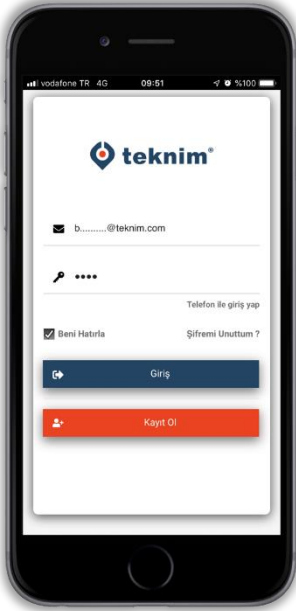 vodafone TR 4G 09:51 %100
teknim®
b.........@teknim.com
••••
Telefon ile giriş yap
Beni Hatırla Şifremi Unuttum ?
Giriş
Kayıt Ol